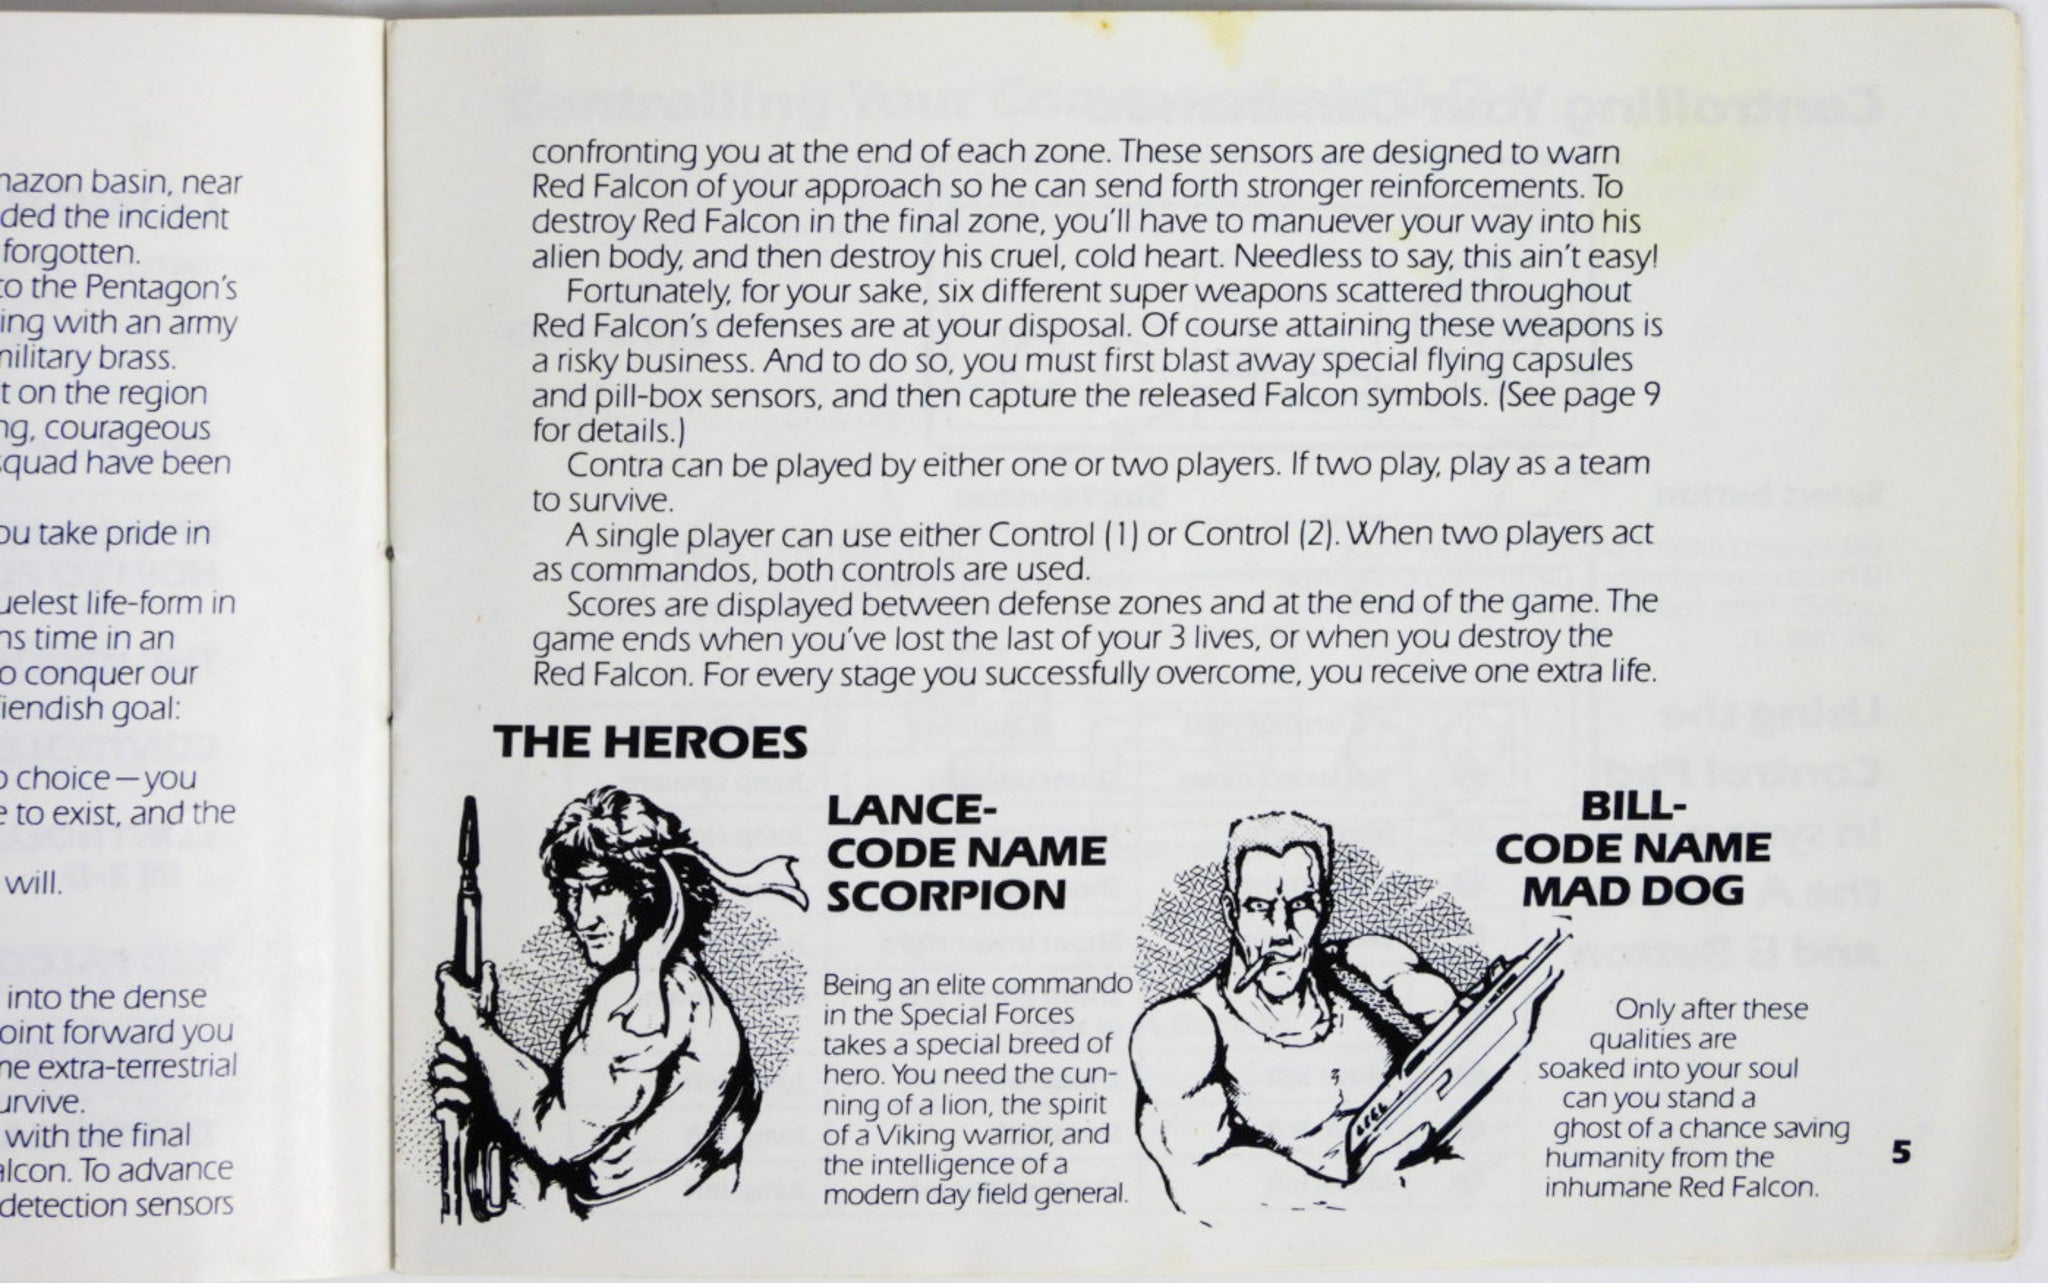 basin, near
the incident
forgotten.
to the Pentagon's
with an army
military brass.
on the region
courageous
squad have been
you take pride in
life-form in
time in an
conquer our
fiendish goal:
choice—you
to exist, and the
will.
into the dense
point forward you
extra-terrestrial
survive.
with the final
Falcon. To advance
detection sensors
confronting you at the end of each zone. These sensors are designed to warn
Red Falcon of your approach so he can send forth stronger reinforcements. To
destroy Red Falcon in the final zone, you'll have to manuever your way into his
alien body, and then destroy his cruel, cold heart. Needless to say, this ain't easy!
Fortunately, for your sake, six different super weapons scattered throughout
Red Falcon's defenses are at your disposal. Of course attaining these weapons is
a risky business. And to do so, you must first blast away special flying capsules
and pill-box sensors, and then capture the released Falcon symbols. (See page 9
for details.)
Contra can be played by either one or two players. If two play, play as a team
to survive.
A single player can use either Control (1) or Control (2). When two players act
as commandos, both controls are used.
Scores are displayed between defense zones and at the end of the game. The
game ends when you've lost the last of your 3 lives, or when you destroy the
Red Falcon. For every stage you successfully overcome, you receive one extra life.
THE HEROES
LANCE-
CODE NAME
SCORPION
Being an elite commando
in the Special Forces
takes a special breed of
hero. You need the cun-
ning of a lion, the spirit
of a Viking warrior, and
the intelligence of a
modern day field general.
BILL-
CODE NAME
MAD DOG
Only after these
qualities are
soaked into your soul
can you stand a
ghost of a chance saving
humanity from the
inhumane Red Falcon.
5